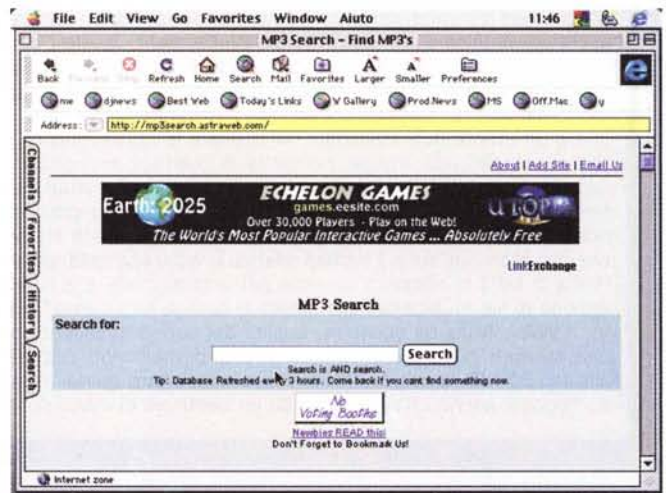 File Edit View Go Favorites Window Aiuto 11:46
MP3 Search - Find MP3's
Back Refresh Home Search Mail Favorites Larger Smaller Preferences
me djnews Best Web Today's Links W Gallery Prod.News MS Off.Mac
Address: http://mp3search.astraweb.com/
Channels
Favorites
History
Search
About | Add Site | Email Us
Earth: 2025
ECHELON GAMES
games.eesite.com
Over 30,000 Players - Play on the Web!
The World's Most Popular Interactive Games ... Absolutely Free
UTOPI
LinkExchange
MP3 Search
Search for:
Search
Search is AND search.
Tip: Database Refreshed every 3 hours. Come back if you cant find something now.
No
Voting Booths
Newbies READ this!
Don't Forget to Bookmark Us!
Internet zone